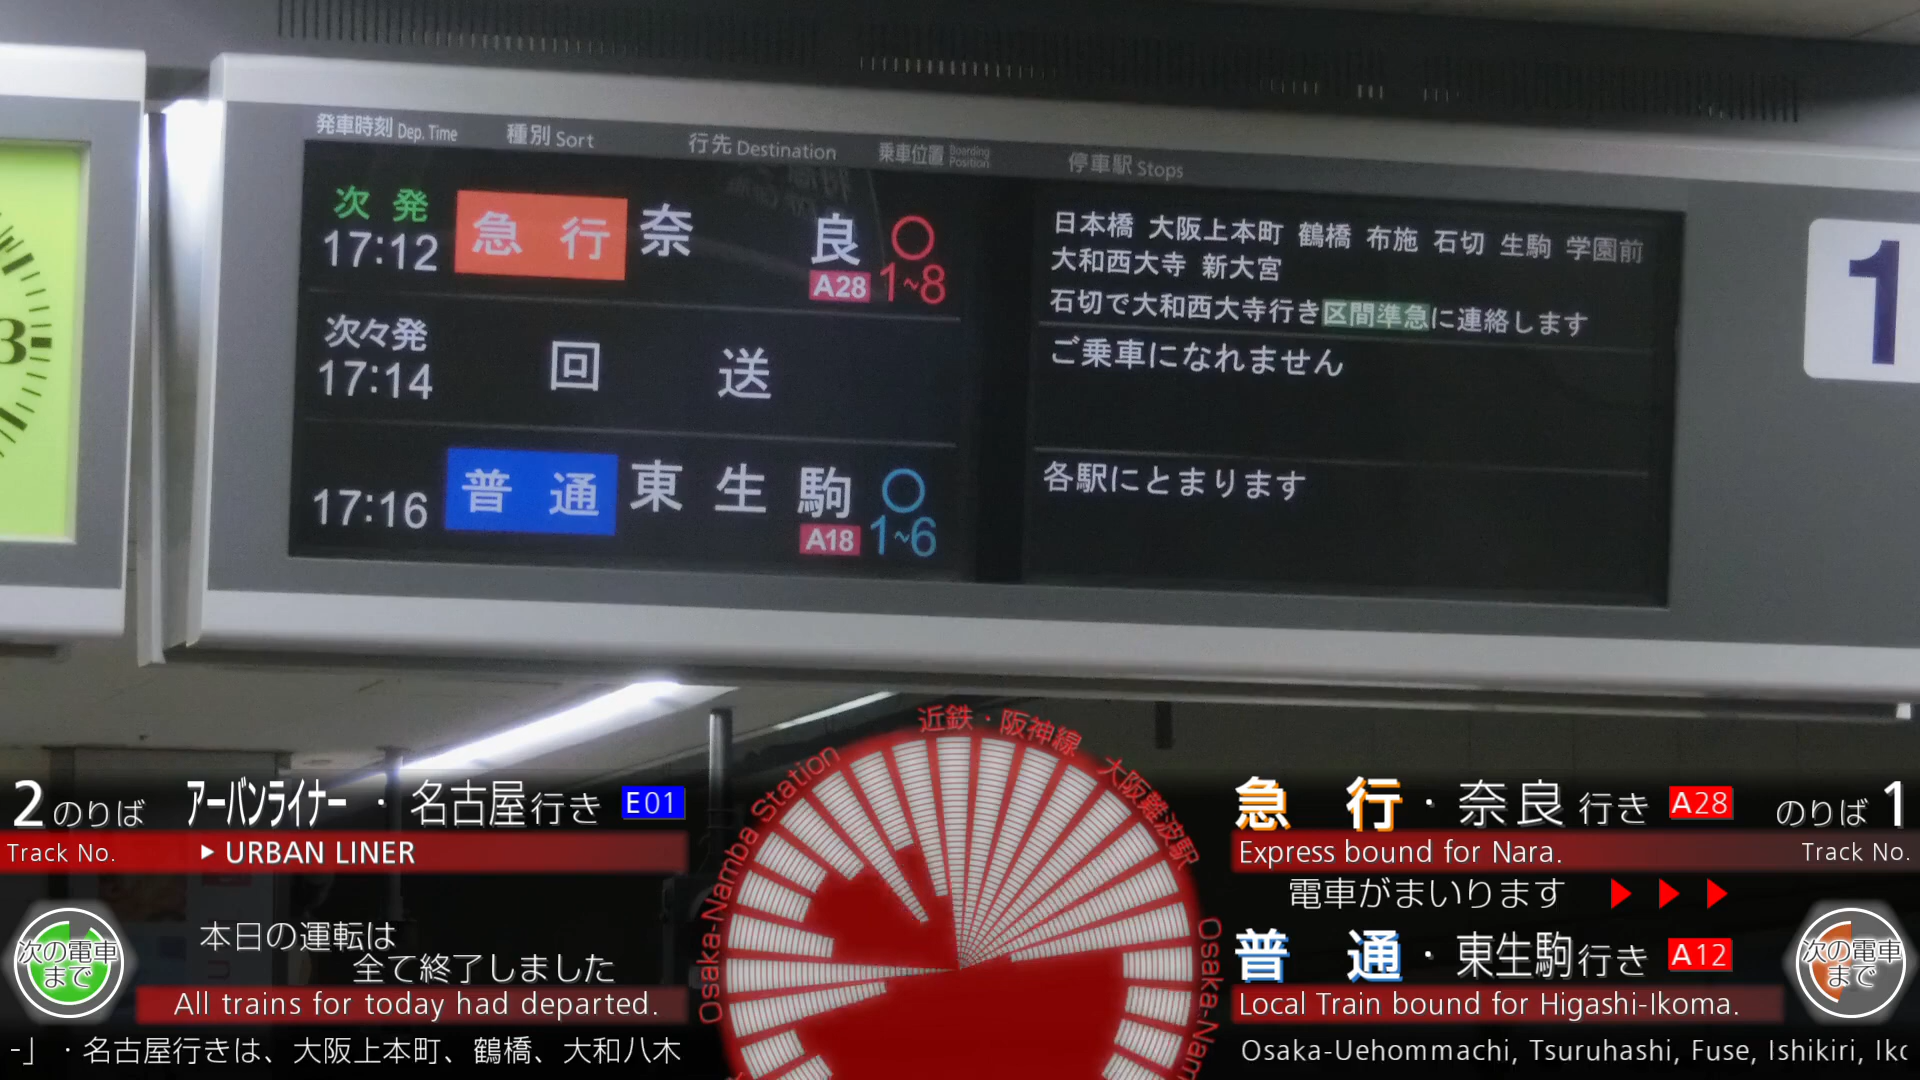 発車時刻 Dep. Time 種別 Sort 行先 Destination 乗車位置 Boarding Position 停車駅 Stops
次発 17:12 急行 奈良 A28 ○ 1~8
日本橋 大阪上本町 鶴橋 布施 石切 生駒 学園前
大和西大寺 新大宮
石切で大和西大寺行き区間準急に連絡します
次々発 17:14 回送
ご乗車になれません
17:16 普通 東生駒 A18 ○ 1~6
各駅にとまります
1
3
近鉄・阪神線 大阪難波駅
Osaka-Namba Station
Osaka-Nam
2 のりば アーバンライナー・名古屋行き E01
Track No. ▶ URBAN LINER
次の電車まで
本日の運転は
全て終了しました
All trains for today had departed.
-」・名古屋行きは、大阪上本町、鶴橋、大和八木
急行・奈良行き A28 のりば 1
Express bound for Nara. Track No.
電車がまいります ▶ ▶ ▶
普通・東生駒行き A12
次の電車まで
Local Train bound for Higashi-Ikoma.
Osaka-Uehommachi, Tsuruhashi, Fuse, Ishikiri, Ikc